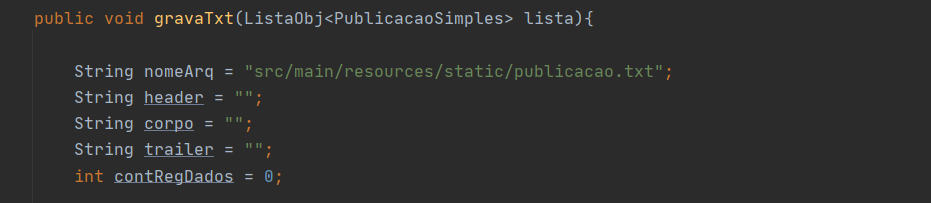 public void gravaTxt(ListaObj<PublicacaoSimples> lista){
String nomeArq = "src/main/resources/static/publicacao.txt";
String header = "";
String corpo = "";
String trailer = "";
int contRegDados = 0;